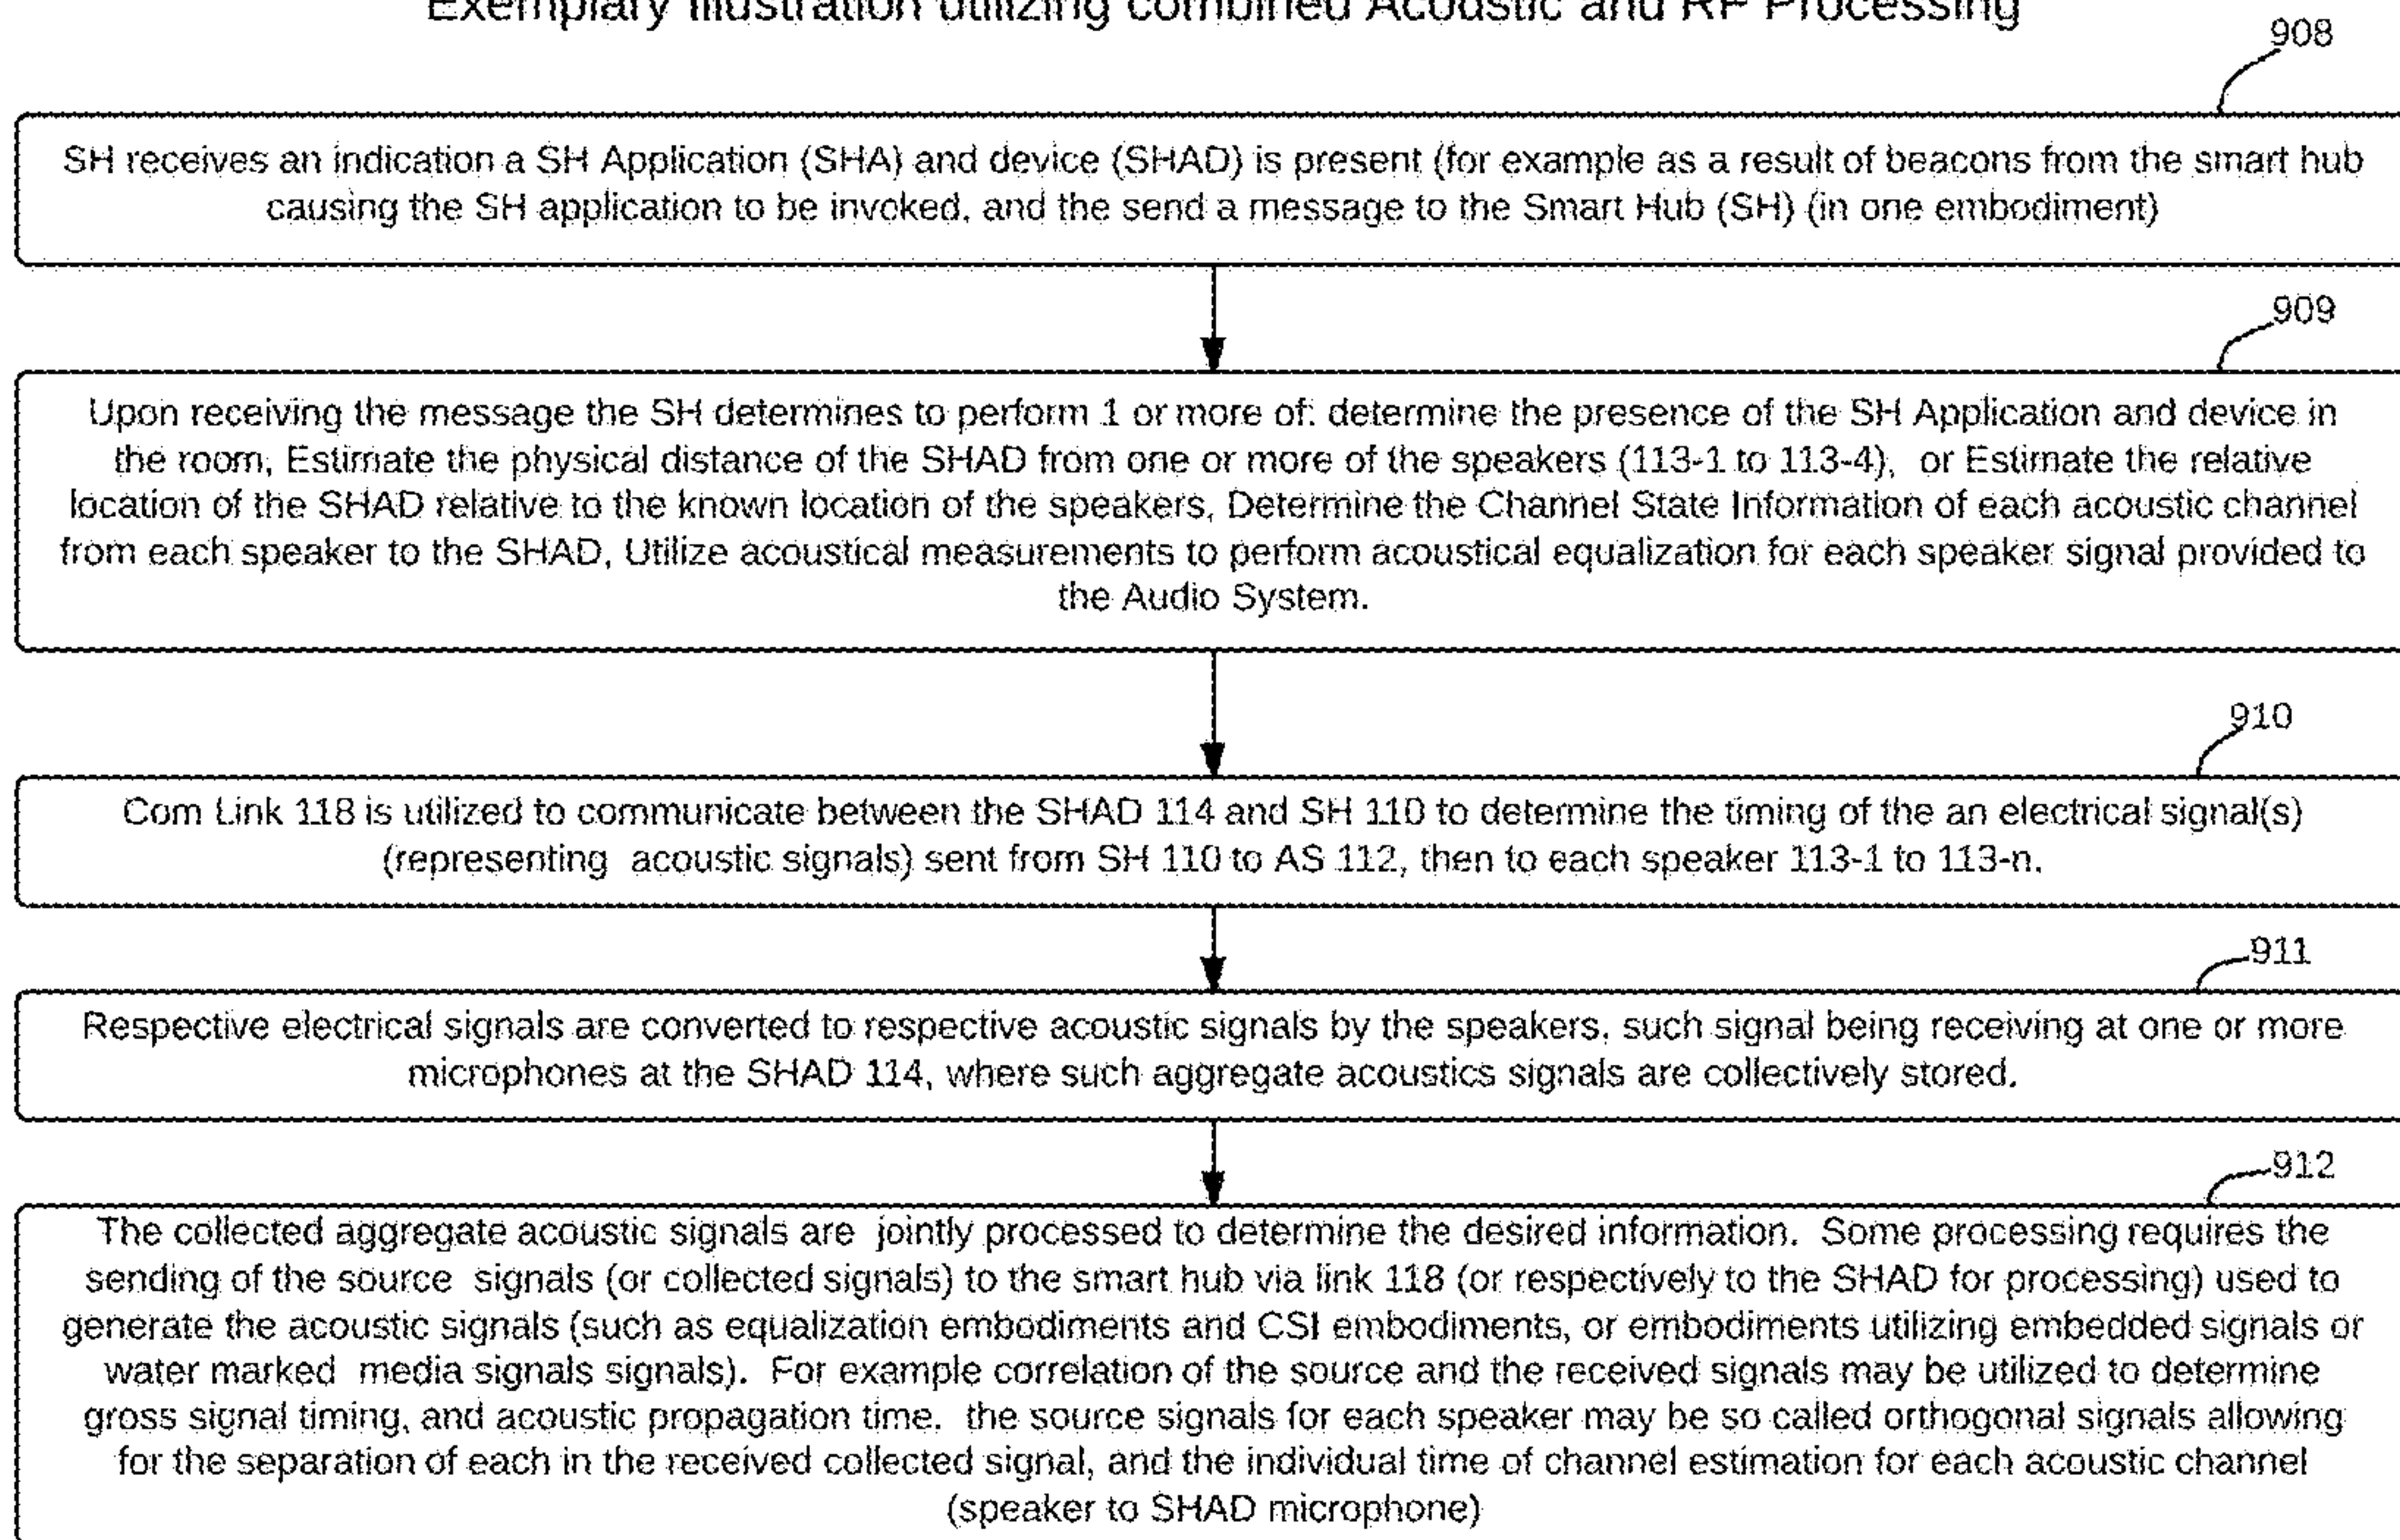 Exemplary Illustration utilizing combined Acoustic and RF Processing
908
SH receives an indication a SH Application (SHA) and device (SHAD) is present (for example as a result of beacons from the smart hub
causing the SH application to be invoked, and the send a message to the Smart Hub (SH) (in one embodiment)
909
Upon receiving the message the SH determines to perform 1 or more of: determine the presence of the SH Application and device in
the room, Estimate the physical distance of the SHAD from one or more of the speakers (113-1 to 113-4), or Estimate the relative
location of the SHAD relative to the known location of the speakers, Determine the Channel State Information of each acoustic channel
from each speaker to the SHAD, Utilize acoustical measurements to perform acoustical equalization for each speaker signal provided to
the Audio System.
910
Com Link 118 is utilized to communicate between the SHAD 114 and SH 110 to determine the timing of the an electrical signal(s)
(representing acoustic signals) sent from SH 110 to AS 112, then to each speaker 113-1 to 113-n.
911
Respective electrical signals are converted to respective acoustic signals by the speakers, such signal being receiving at one or more
microphones at the SHAD 114, where such aggregate acoustics signals are collectively stored.
912
The collected aggregate acoustic signals are jointly processed to determine the desired information. Some processing requires the
sending of the source signals (or collected signals) to the smart hub via link 118 (or respectively to the SHAD for processing) used to
generate the acoustic signals (such as equalization embodiments and CSI embodiments, or embodiments utilizing embedded signals or
water marked media signals signals). For example correlation of the source and the received signals may be utilized to determine
gross signal timing, and acoustic propagation time. the source signals for each speaker may be so called orthogonal signals allowing
for the separation of each in the received collected signal, and the individual time of channel estimation for each acoustic channel
(speaker to SHAD microphone)